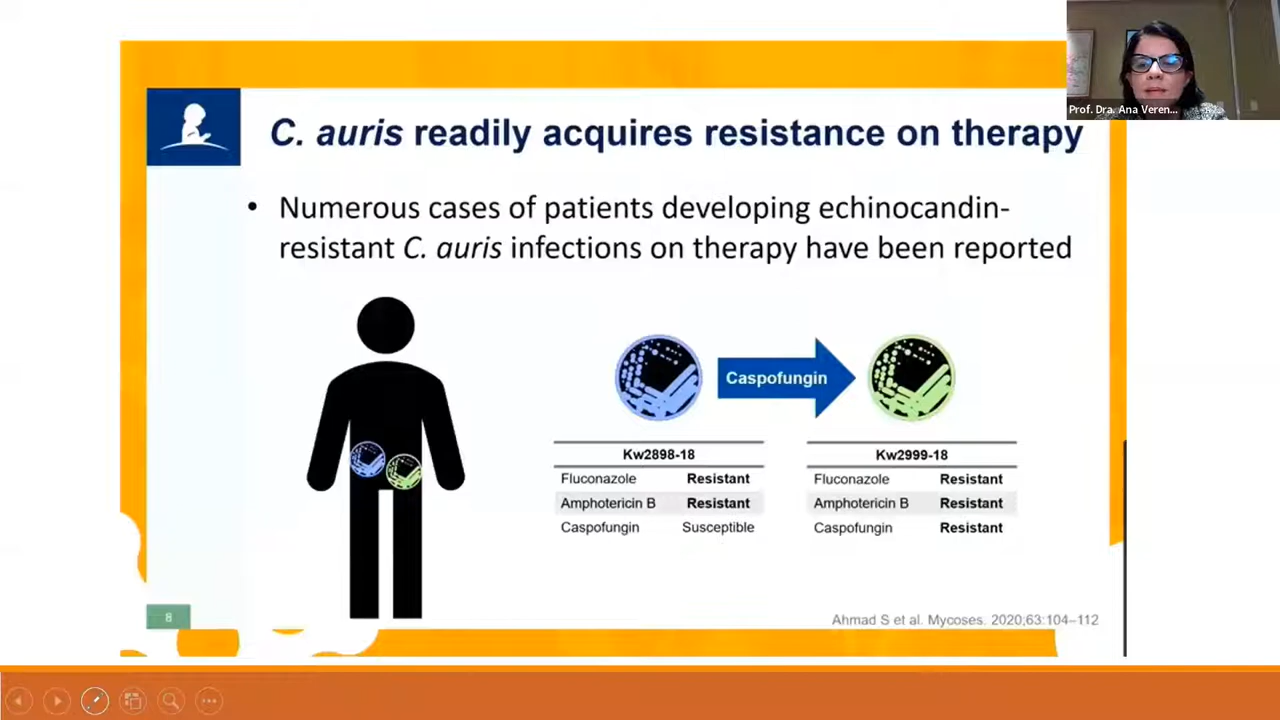 Prof. Dra. Ana Veren...
C. auris readily acquires resistance on therapy
• Numerous cases of patients developing echinocandin-
resistant C. auris infections on therapy have been reported
Caspofungin
Kw2898-18
Fluconazole Resistant
Amphotericin B Resistant
Caspofungin Susceptible
Kw2999-18
Fluconazole Resistant
Amphotericin B Resistant
Caspofungin Resistant
8
Ahmad S et al. Mycoses. 2020;63:104–112